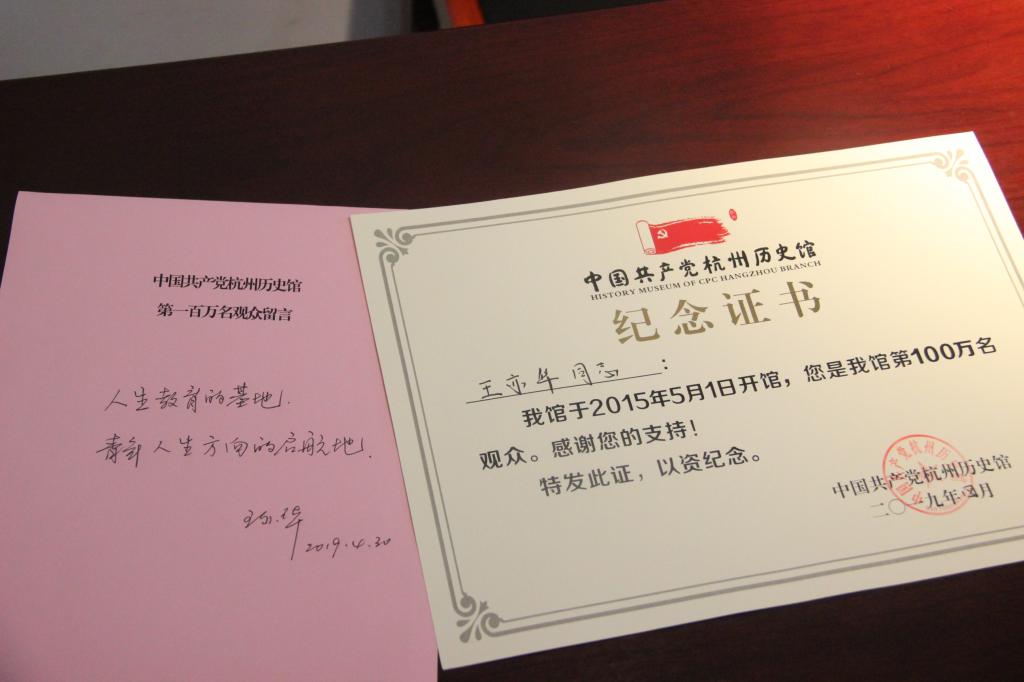 中国共产党杭州历史馆
第一百万名观众留言
人生教育的基地.
青年人生方向的启航地.
2019.4.30
中国共产党杭州历史馆
HISTORY MUSEUM OF CPC HANGZHOU BRANCH
纪念证书
王亦华同志:
我馆于2015年5月1日开馆，您是我馆第100万名
观众。感谢您的支持！
特发此证，以资纪念。
中国共产党杭州历史馆
二〇一九年四月